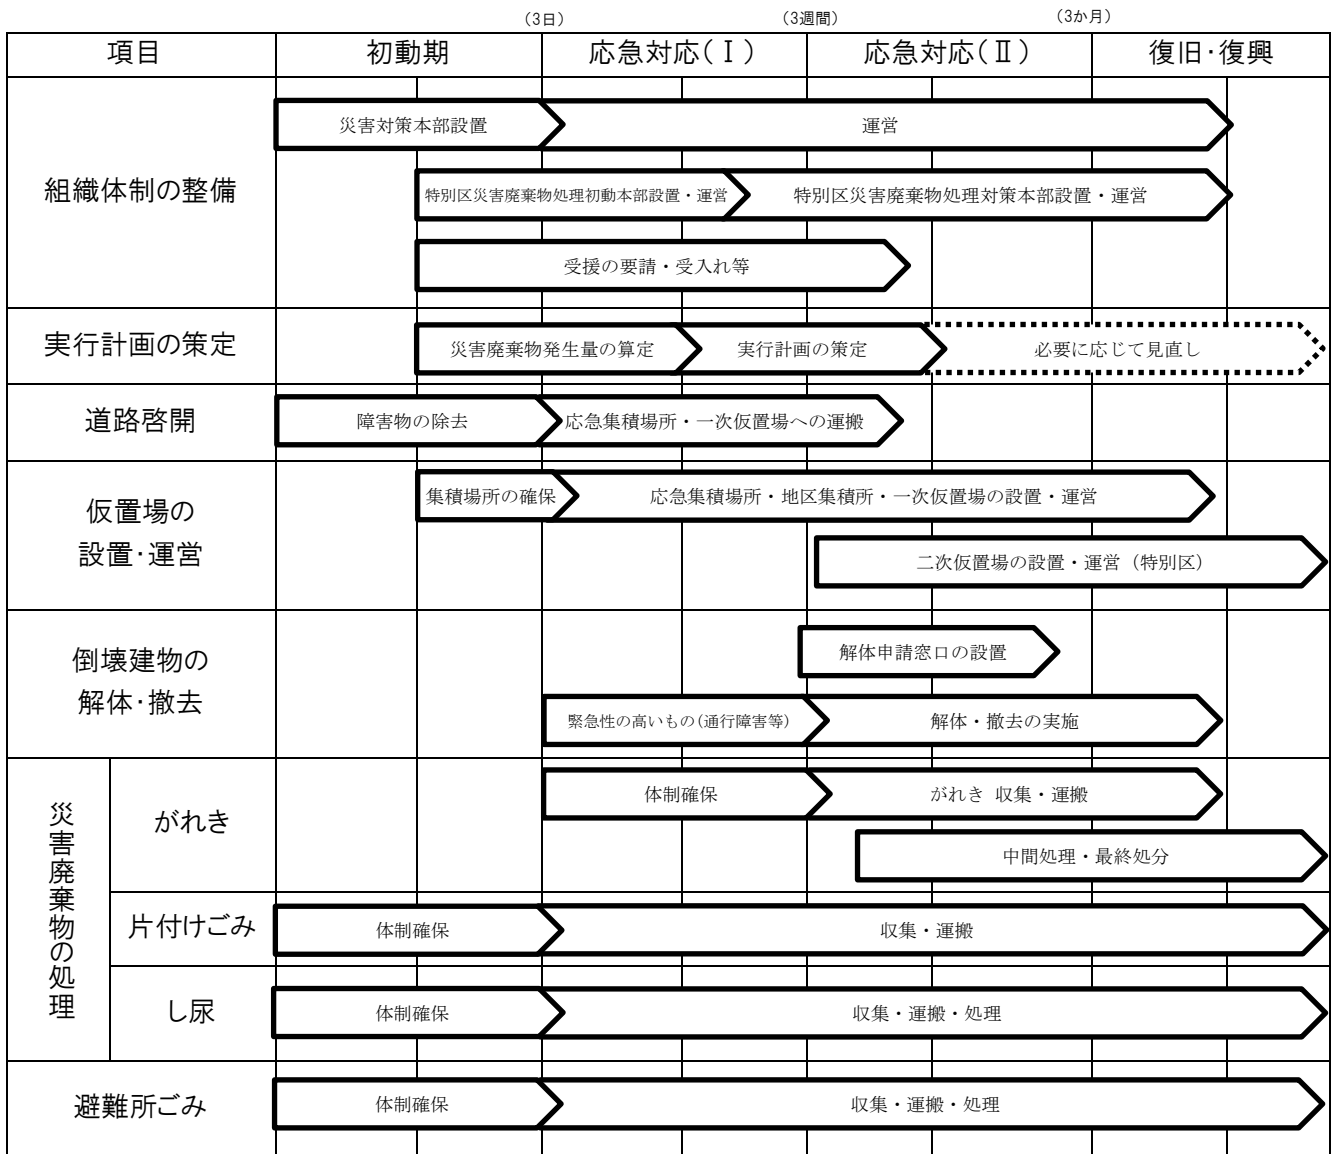 （3日）
（3週間）
（3か月）
項目
初動期
応急対応(Ⅰ)
応急対応(Ⅱ)
復旧・復興
組織体制の整備
災害対策本部設置
運営
特別区災害廃棄物処理初動本部設置・運営
特別区災害廃棄物処理対策本部設置・運営
受援の要請・受入れ等
実行計画の策定
災害廃棄物発生量の算定
実行計画の策定
必要に応じて見直し
道路啓開
障害物の除去
応急集積場所・一次仮置場への運搬
仮置場の
設置・運営
集積場所の確保
応急集積場所・地区集積所・一次仮置場の設置・運営
二次仮置場の設置・運営（特別区）
倒壊建物の
解体・撤去
解体申請窓口の設置
緊急性の高いもの(通行障害等)
解体・撤去の実施
災害廃棄物の処理
がれき
体制確保
がれき 収集・運搬
中間処理・最終処分
片付けごみ
体制確保
収集・運搬
し尿
体制確保
収集・運搬・処理
避難所ごみ
体制確保
収集・運搬・処理